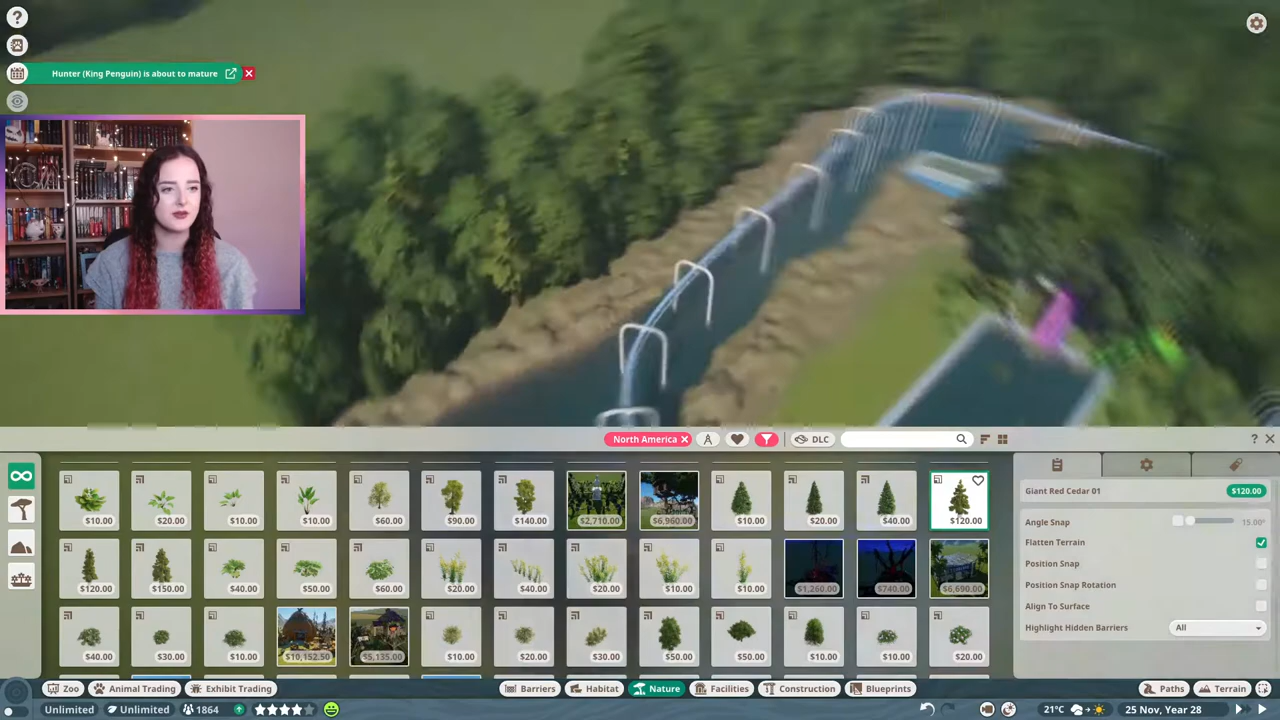 ?
Hunter (King Penguin) is about to mature
North America
DLC
?
$10.00 $20.00 $10.00 $10.00 $60.00 $90.00 $140.00 $2,710.00 $6,960.00 $10.00 $20.00 $40.00 $120.00
$120.00 $150.00 $40.00 $50.00 $60.00 $20.00 $40.00 $20.00 $10.00 $10.00 $1,260.00 $740.00 $6,690.00
$40.00 $30.00 $10.00 $10,152.50 $5,135.00 $10.00 $20.00 $30.00 $50.00 $50.00 $10.00 $10.00 $20.00
Giant Red Cedar 01 $120.00
Angle Snap 15.00°
Flatten Terrain
Position Snap
Position Snap Rotation
Align To Surface
Highlight Hidden Barriers All
Zoo Animal Trading Exhibit Trading Barriers Habitat Nature Facilities Construction Blueprints Paths Terrain
Unlimited Unlimited 1864 21°C 25 Nov, Year 28